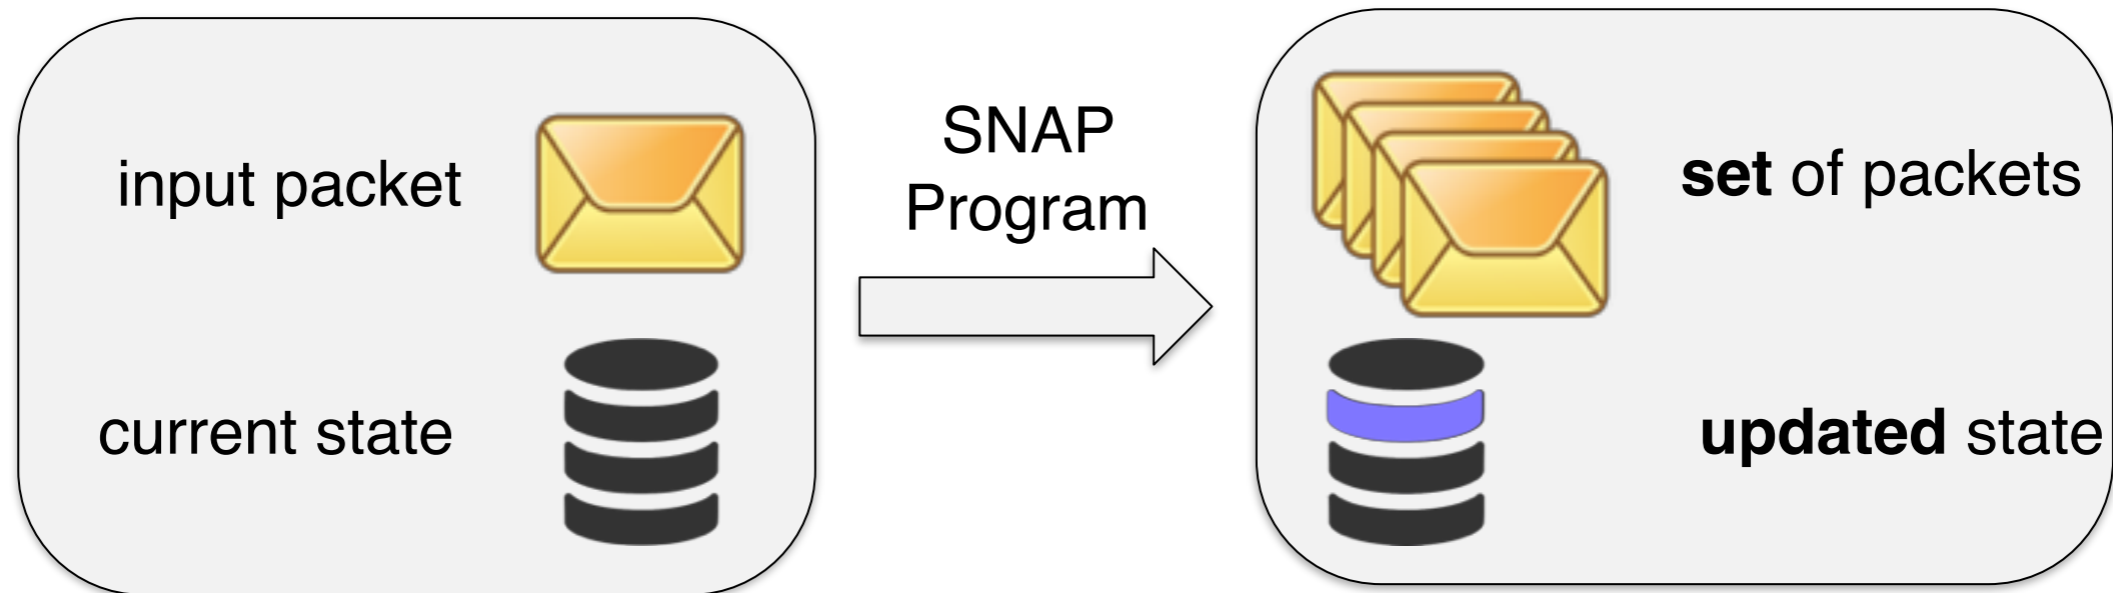 input packet
current state
SNAP
Program
set of packets
updated state